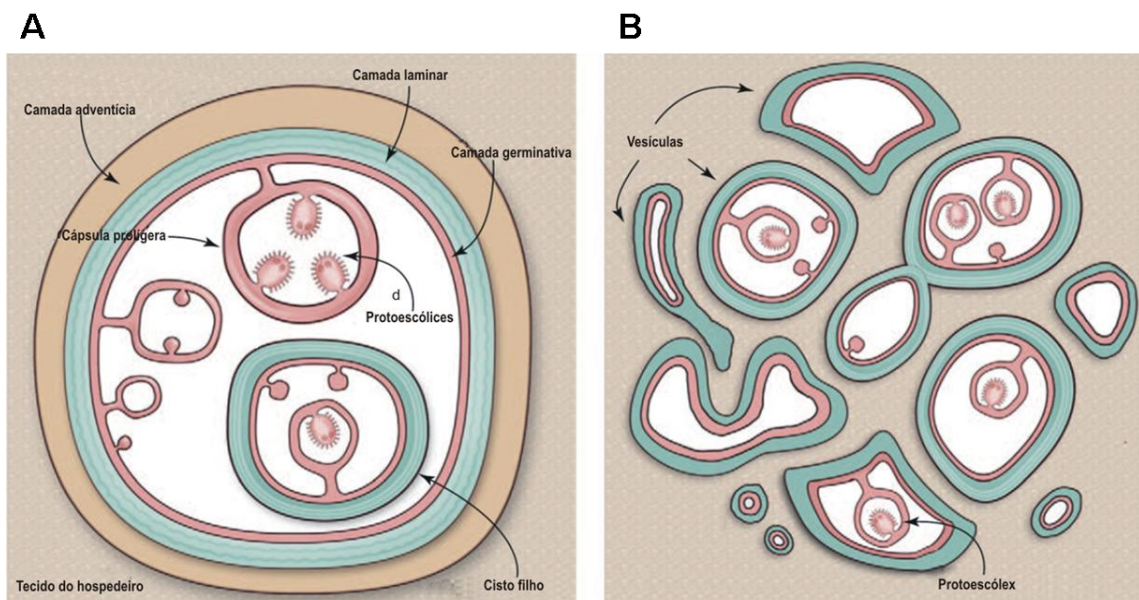 A
Camada laminar
Camada adventícia
Camada germinativa
Cápsula prolígera
d
Protoescólices
Tecido do hospedeiro
Cisto filho
B
Vesículas
Protoescólex